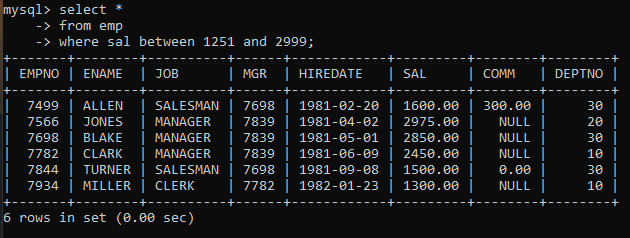 mysql> select *
    -> from emp
    -> where sal between 1251 and 2999;
+-------+--------+----------+------+------------+---------+--------+--------+
| EMPNO | ENAME  | JOB      | MGR  | HIREDATE   | SAL     | COMM   | DEPTNO |
+-------+--------+----------+------+------------+---------+--------+--------+
|  7499 | ALLEN  | SALESMAN | 7698 | 1981-02-20 | 1600.00 | 300.00 |     30 |
|  7566 | JONES  | MANAGER  | 7839 | 1981-04-02 | 2975.00 |   NULL |     20 |
|  7698 | BLAKE  | MANAGER  | 7839 | 1981-05-01 | 2850.00 |   NULL |     30 |
|  7782 | CLARK  | MANAGER  | 7839 | 1981-06-09 | 2450.00 |   NULL |     10 |
|  7844 | TURNER | SALESMAN | 7698 | 1981-09-08 | 1500.00 |   0.00 |     30 |
|  7934 | MILLER | CLERK    | 7782 | 1982-01-23 | 1300.00 |   NULL |     10 |
+-------+--------+----------+------+------------+---------+--------+--------+
6 rows in set (0.00 sec)